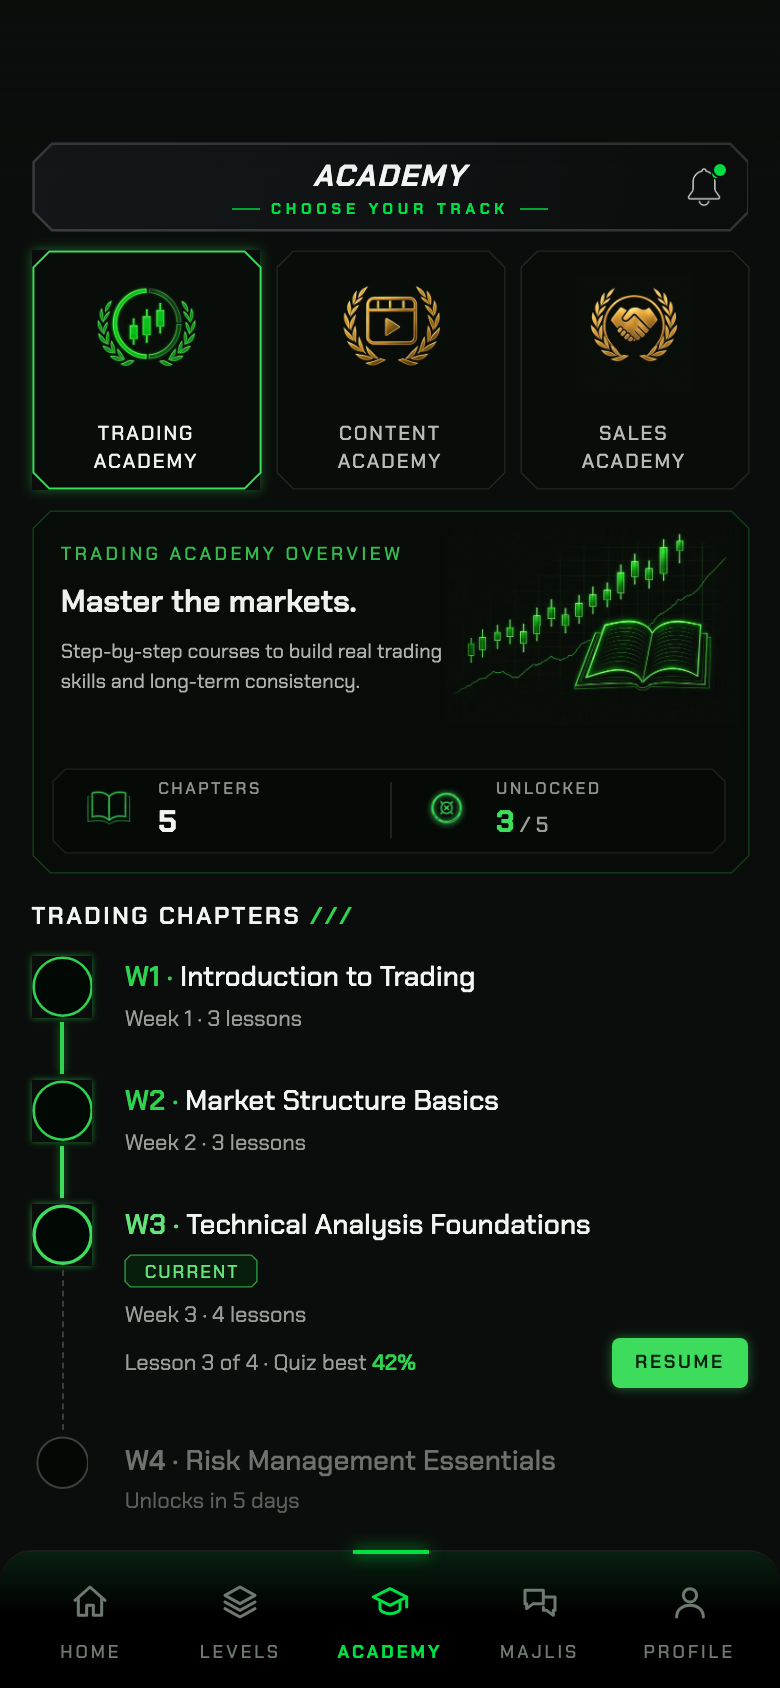 ACADEMY
CHOOSE YOUR TRACK
TRADING
ACADEMY
CONTENT
ACADEMY
SALES
ACADEMY
TRADING ACADEMY OVERVIEW
Master the markets.
Step-by-step courses to build real trading
skills and long-term consistency.
CHAPTERS
5
UNLOCKED
3 / 5
TRADING CHAPTERS ///
W1 · Introduction to Trading
Week 1 · 3 lessons
W2 · Market Structure Basics
Week 2 · 3 lessons
W3 · Technical Analysis Foundations
CURRENT
Week 3 · 4 lessons
Lesson 3 of 4 · Quiz best 42%
RESUME
W4 · Risk Management Essentials
Unlocks in 5 days
HOME
LEVELS
ACADEMY
MAJLIS
PROFILE